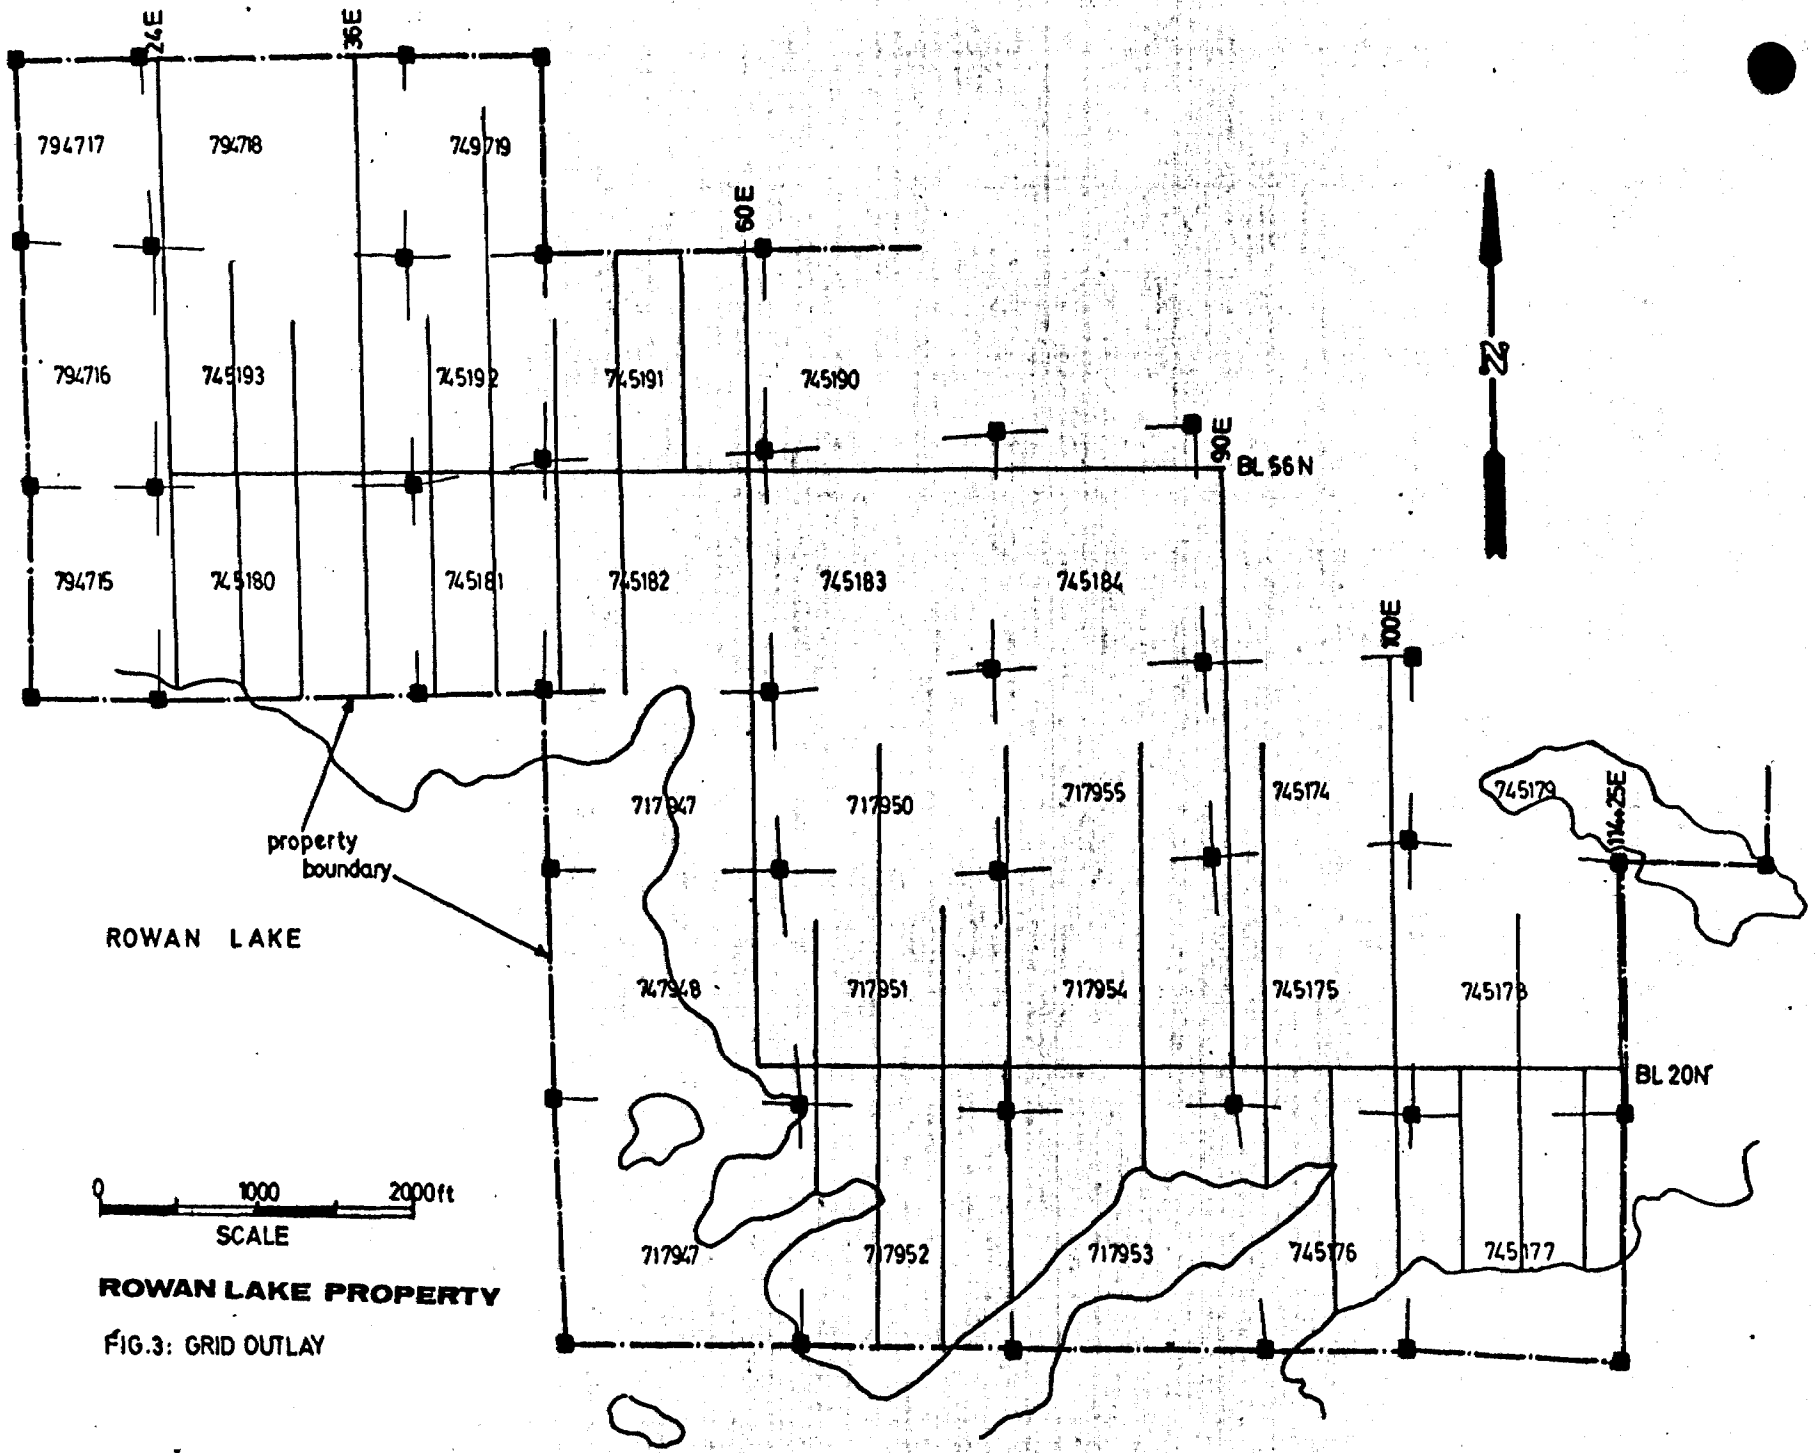 24E
36E
794717 794718 749719
60E
794716 745193 745192 745191 745190
N
90E
BL 56N
794715 745180 745181 745182 745183 745184
100E
717947 717950 717955 745174 745179
114.25E
property
boundary
ROWAN LAKE
747948 717951 717954 745175 745178
BL 20N
0 1000 2000ft
SCALE
717947 717952 717953 745176 745177
ROWAN LAKE PROPERTY
FIG.3: GRID OUTLAY